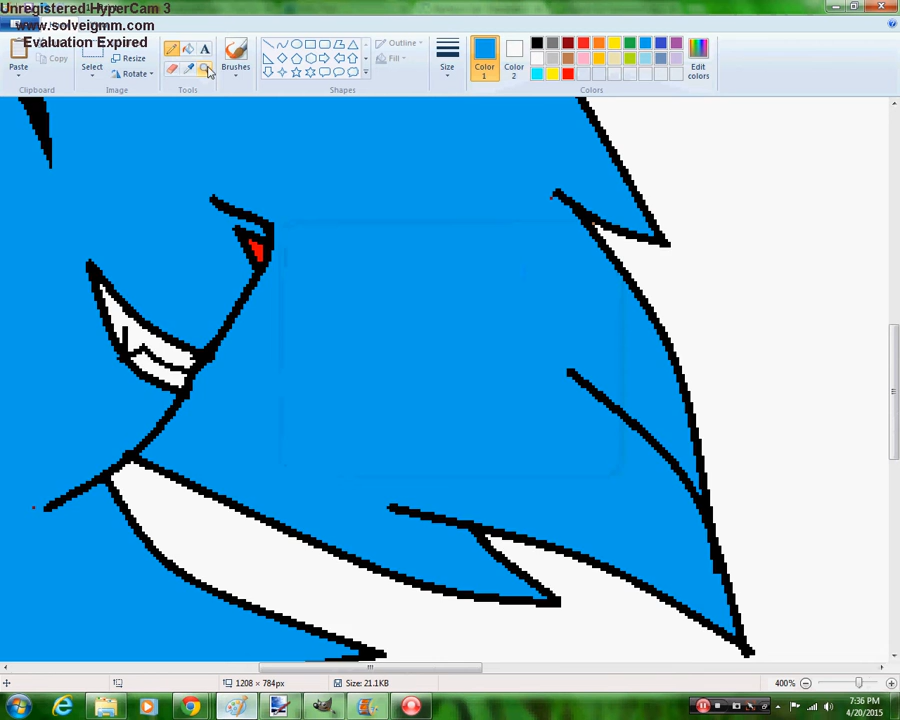 Unregistered HyperCam 3
www.solveigmm.com
Evaluation Expired
Paste
Copy
Clipboard
Select
Resize
Rotate
Image
A
Tools
Brushes
Outline
Fill
Shapes
Size
Color 1
Color 2
Edit colors
Colors
1208 × 784px
Size: 21.1KB
400%
7:36 PM
4/20/2015